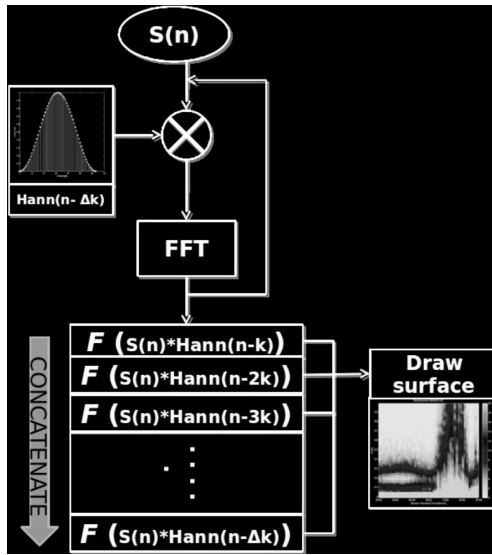 S(n)
Hann(n- Δk)
FFT
CONCATENATE
F (S(n)*Hann(n-k))
F (S(n)*Hann(n-2k))
F (S(n)*Hann(n-3k))
F (S(n)*Hann(n-Δk)
Draw
surface